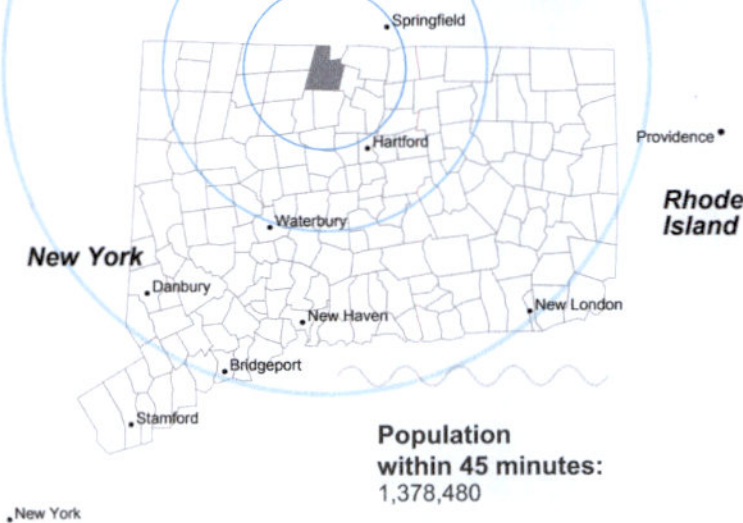 Springfield
Providence
Hartford
Rhode
Island
Waterbury
New York
Danbury
New London
New Haven
Bridgeport
Stamford
Population
within 45 minutes:
1,378,480
New York